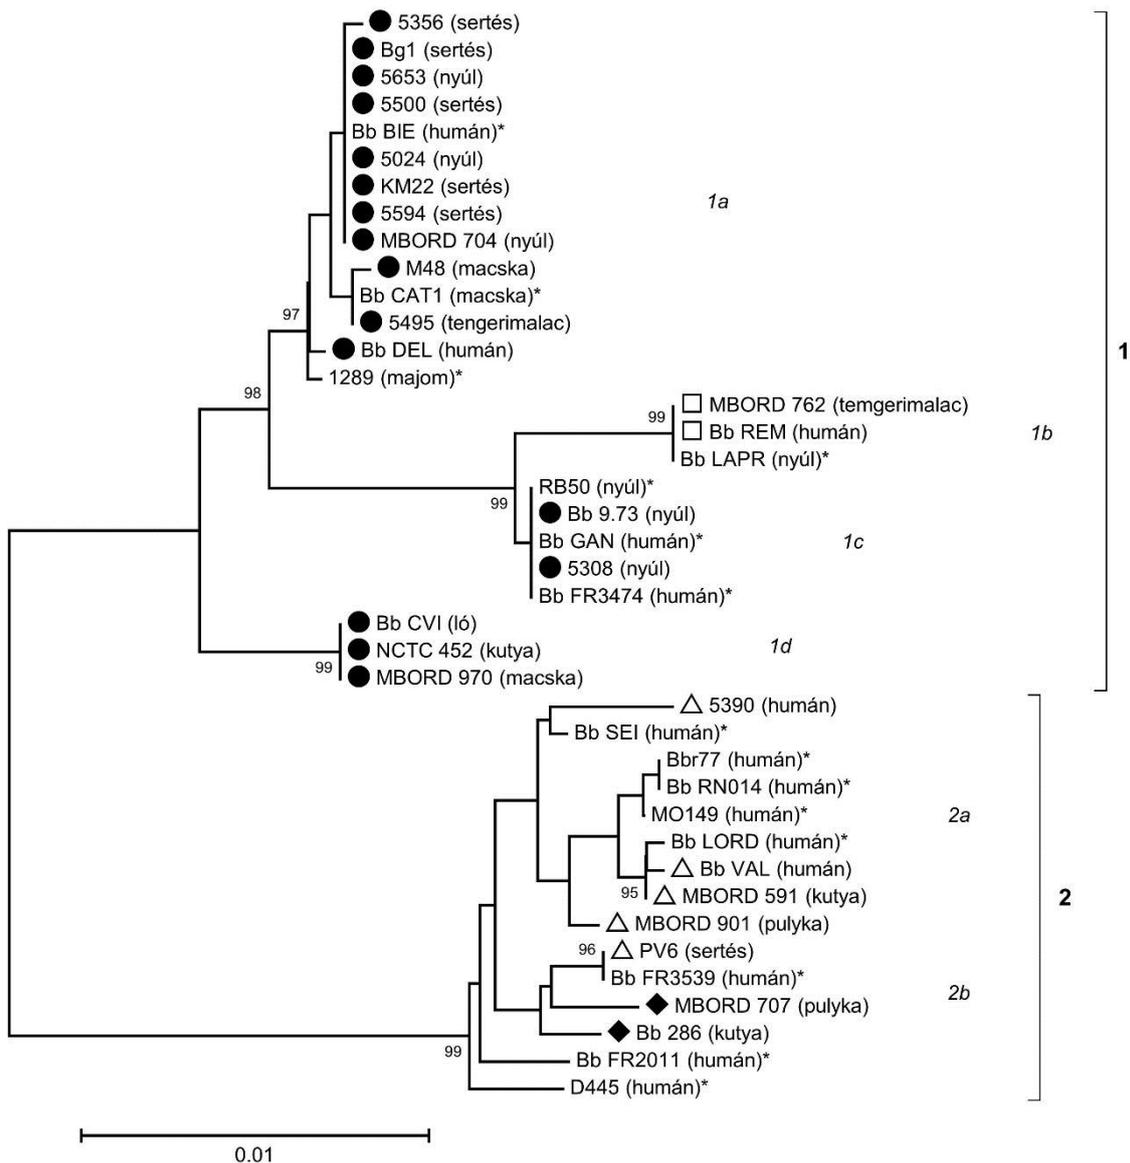 5356 (sertés)
Bg1 (sertés)
5653 (nyúl)
5500 (sertés)
Bb BIE (humán)*
5024 (nyúl)
KM22 (sertés)
1a
5594 (sertés)
MBORD 704 (nyúl)
M48 (macska)
Bb CAT1 (macska)*
97
5495 (tengerimalac)
Bb DEL (humán)
1
1289 (majom)*
98
MBORD 762 (temgerimalac)
99
Bb REM (humán)
1b
Bb LAPR (nyúl)*
RB50 (nyúl)*
99
Bb 9.73 (nyúl)
Bb GAN (humán)*
1c
5308 (nyúl)
Bb FR3474 (humán)*
Bb CVI (ló)
NCTC 452 (kutya)
1d
99
MBORD 970 (macska)
5390 (humán)
Bb SEI (humán)*
Bbr77 (humán)*
Bb RN014 (humán)*
MO149 (humán)*
2a
Bb LORD (humán)*
Bb VAL (humán)
95
MBORD 591 (kutya)
2
MBORD 901 (pulyka)
96
PV6 (sertés)
Bb FR3539 (humán)*
2b
MBORD 707 (pulyka)
Bb 286 (kutya)
99
Bb FR2011 (humán)*
D445 (humán)*
0.01